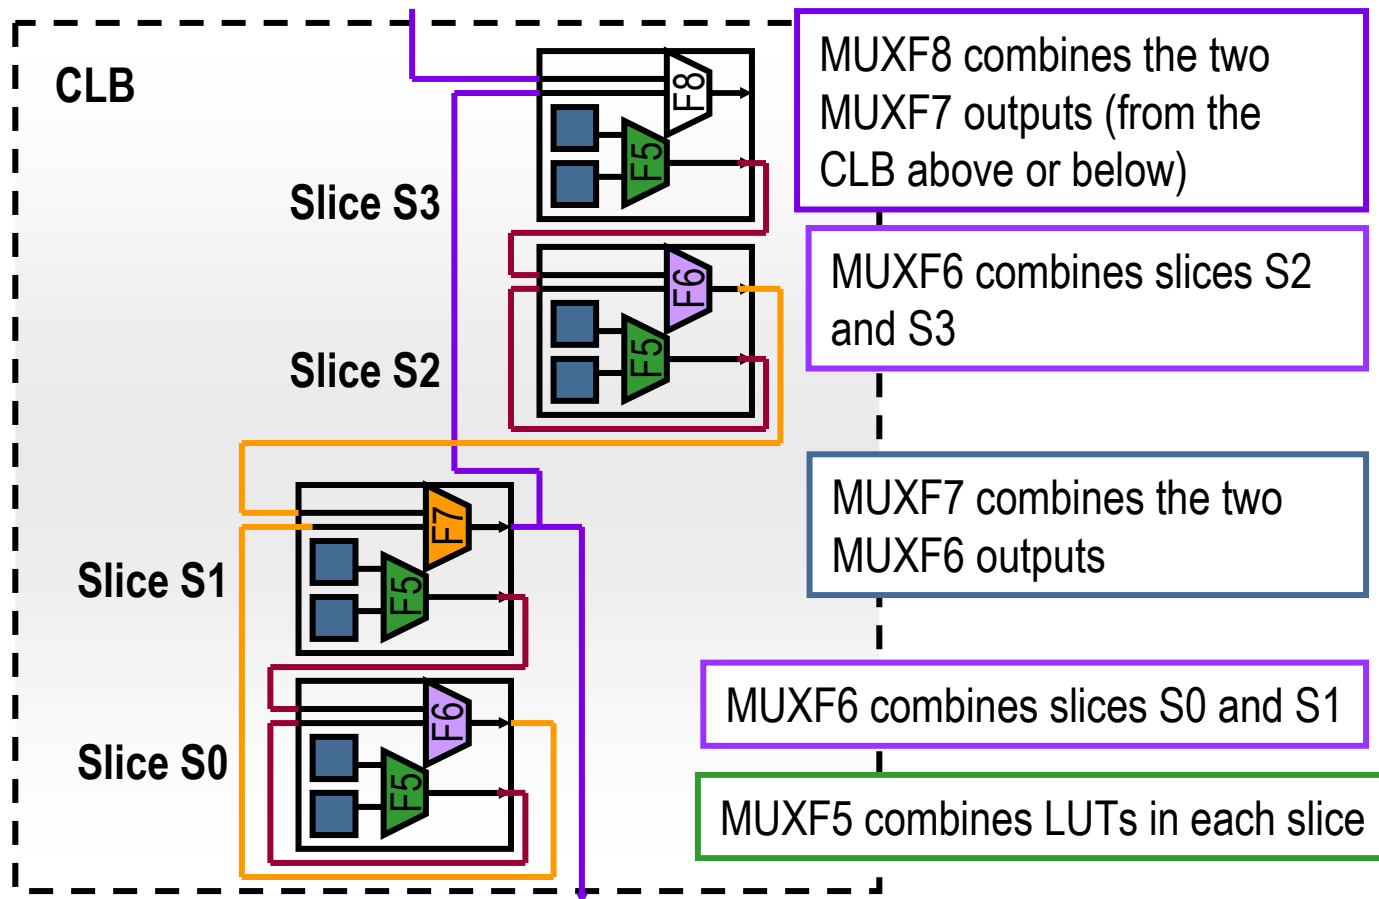 CLB
MUXF8 combines the two
MUXF7 outputs (from the
CLB above or below)
F8
F5
Slice S3
MUXF6 combines slices S2
and S3
F6
F5
Slice S2
MUXF7 combines the two
MUXF6 outputs
F7
F5
Slice S1
MUXF6 combines slices S0 and S1
F6
F5
Slice S0
MUXF5 combines LUTs in each slice